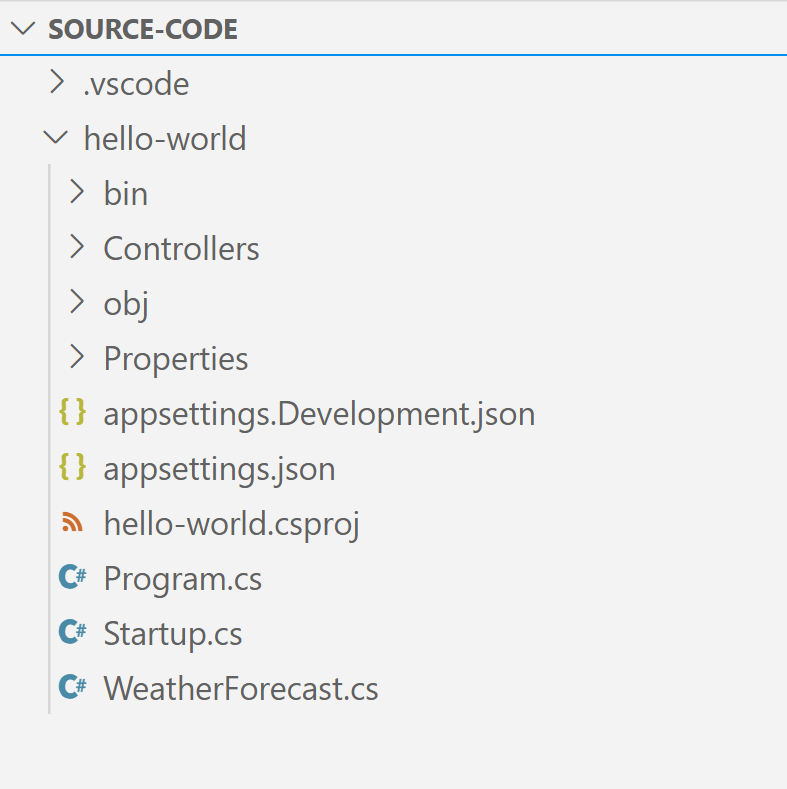 SOURCE-CODE
.vscode
hello-world
bin
Controllers
obj
Properties
{ } appsettings.Development.json
{ } appsettings.json
hello-world.csproj
C# Program.cs
C# Startup.cs
C# WeatherForecast.cs